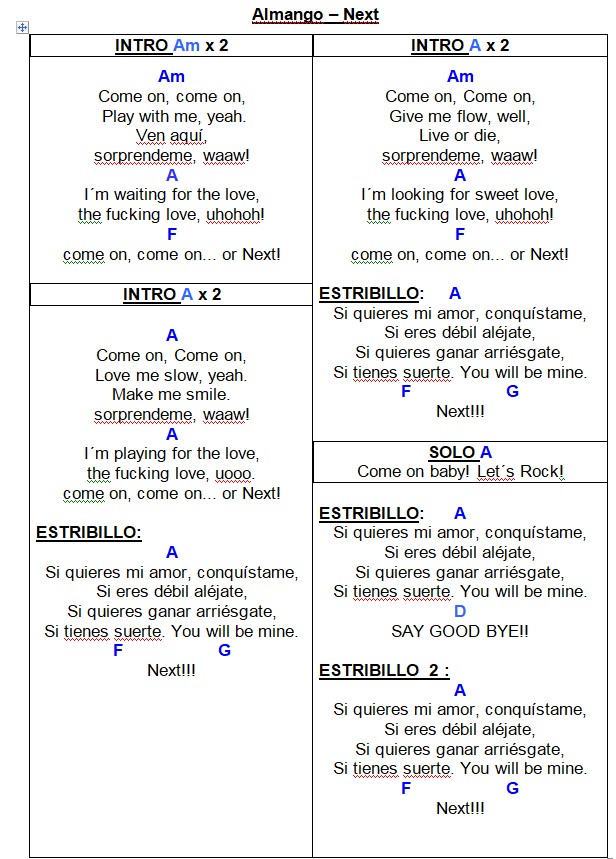 Almango – Next
INTRO Am x 2
Am
Come on, come on,
Play with me, yeah.
Ven aquí,
sorprendeme, waaw!
A
I´m waiting for the love,
the fucking love, uhohoh!
F
come on, come on... or Next!
INTRO A x 2
A
Come on, Come on,
Love me slow, yeah.
Make me smile.
sorprendeme, waaw!
A
I´m playing for the love,
the fucking love, uooo.
come on, come on... or Next!
ESTRIBILLO:
A
Si quieres mi amor, conquístame,
Si eres débil aléjate,
Si quieres ganar arriésgate,
Si tienes suerte. You will be mine.
F G
Next!!!
INTRO A x 2
Am
Come on, Come on,
Give me flow, well,
Live or die,
sorprendeme, waaw!
A
I´m looking for sweet love,
the fucking love, uhohoh!
F
come on, come on... or Next!
ESTRIBILLO: A
Si quieres mi amor, conquístame,
Si eres débil aléjate,
Si quieres ganar arriésgate,
Si tienes suerte. You will be mine.
F G
Next!!!
SOLO A
Come on baby! Let´s Rock!
ESTRIBILLO: A
Si quieres mi amor, conquístame,
Si eres débil aléjate,
Si quieres ganar arriésgate,
Si tienes suerte. You will be mine.
D
SAY GOOD BYE!!
ESTRIBILLO 2 :
A
Si quieres mi amor, conquístame,
Si eres débil aléjate,
Si quieres ganar arriésgate,
Si tienes suerte. You will be mine.
F G
Next!!!